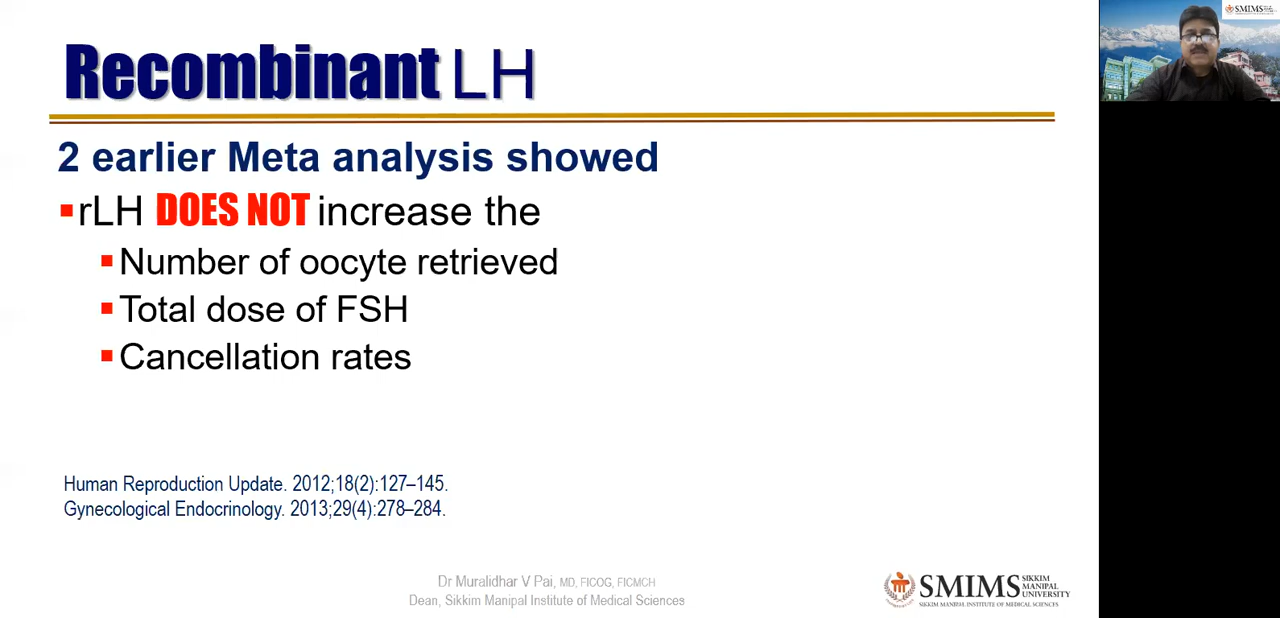 Recombinant LH
2 earlier Meta analysis showed
rLH DOES NOT increase the
Number of oocyte retrieved
Total dose of FSH
Cancellation rates
Human Reproduction Update. 2012;18(2):127–145.
Gynecological Endocrinology. 2013;29(4):278–284.
Dr Muralidhar V Pai, MD, FICOG, FICMCH
Dean, Sikkim Manipal Institute of Medical Sciences
SMIMS SIKKIM
MANIPAL
UNIVERSITY
SIKKIM MANIPAL INSTITUTE OF MEDICAL SCIENCES
SMIMS